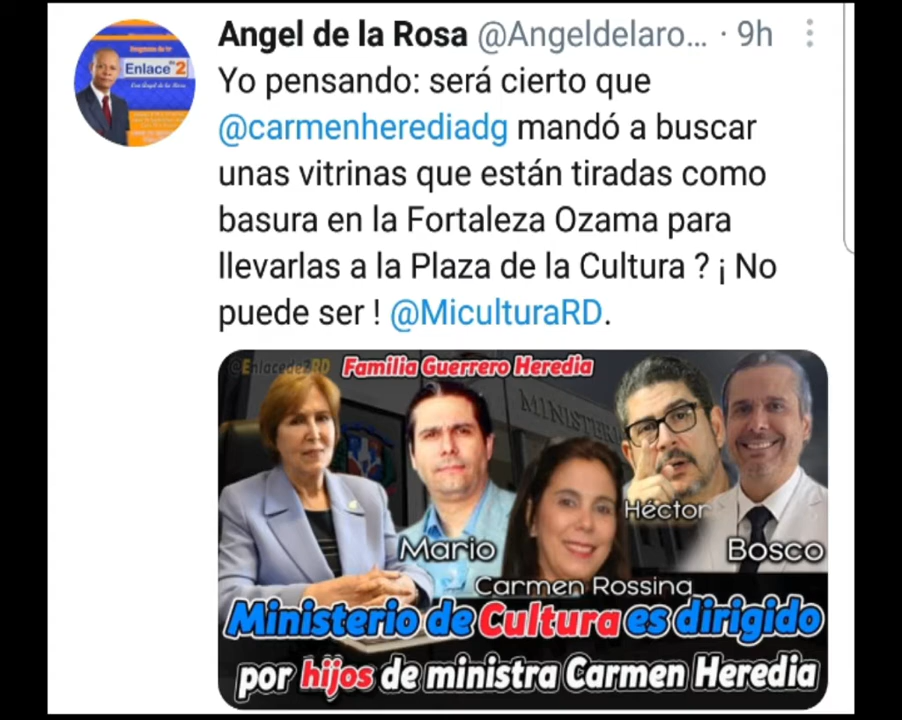 Angel de la Rosa @Angeldelaro... · 9h
Enlace 2
Yo pensando: será cierto que
@carmenherediadg mandó a buscar
unas vitrinas que están tiradas como
basura en la Fortaleza Ozama para
llevarlas a la Plaza de la Cultura ? ¡ No
puede ser ! @MiculturaRD.
@Enlacede2RD Familia Guerrero Heredia
MINISTER
Héctor
Mario
Bosco
Carmen Rossina
Ministerio de Cultura es dirigido
por hijos de ministra Carmen Heredia